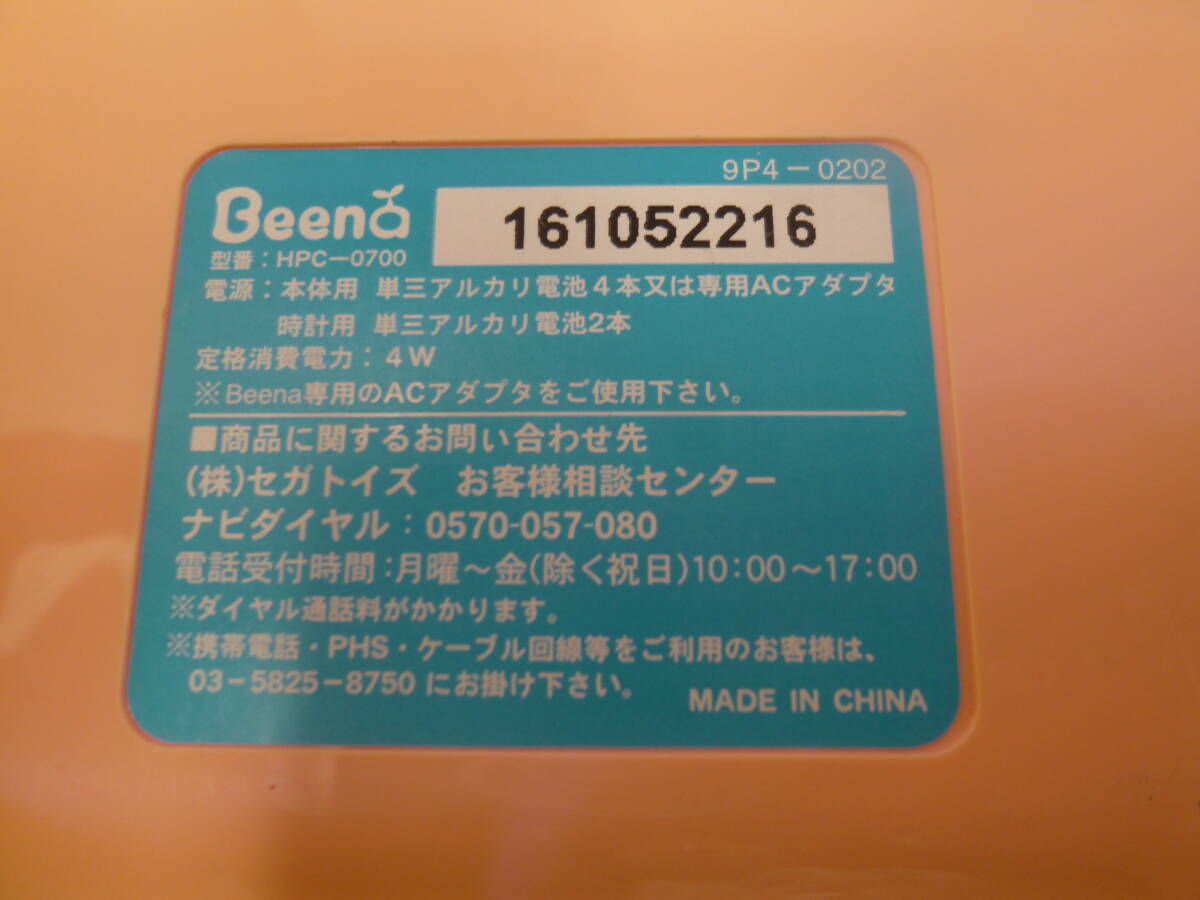 9P4-0202
Beena
161052216
型番:HPC-0700
電源:本体用 単三アルカリ電池4本又は専用ACアダプタ
時計用 単三アルカリ電池2本
定格消費電力:4W
※Beena専用のACアダプタをご使用下さい。
■商品に関するお問い合わせ先
(株)セガトイズ お客様相談センター
ナビダイヤル:0570-057-080
電話受付時間:月曜～金(除く祝日)10:00～17:00
※ダイヤル通話料がかかります。
※携帯電話・PHS・ケーブル回線等をご利用のお客様は、
03-5825-8750 にお掛け下さい。
MADE IN CHINA